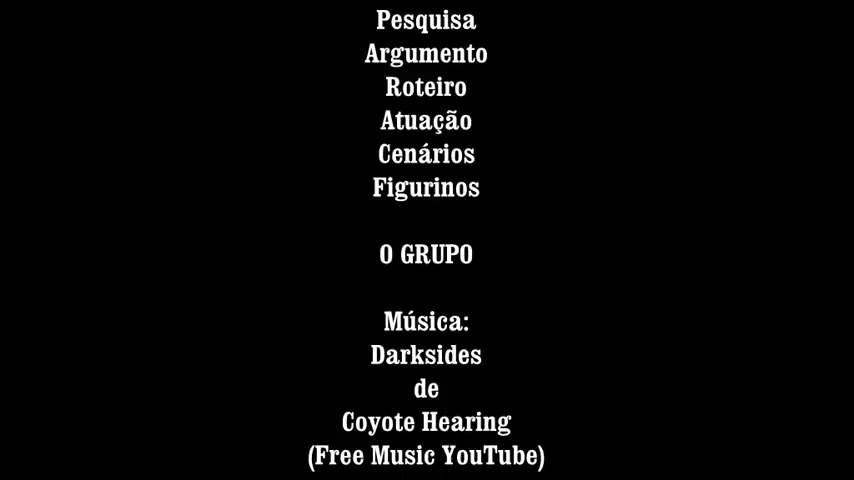 Pesquisa
Argumento
Roteiro
Atuação
Cenários
Figurinos
O GRUPO
Música:
Darksides
de
Coyote Hearing
(Free Music YouTube)